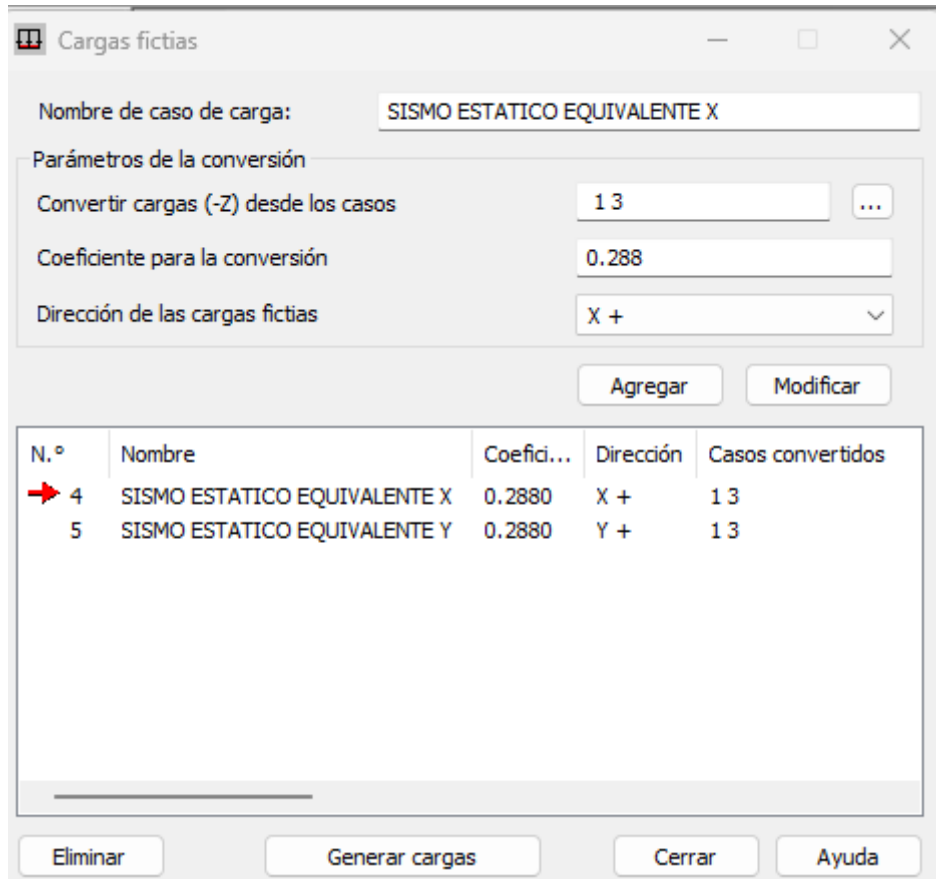 Cargas fictias
Nombre de caso de carga: SISMO ESTATICO EQUIVALENTE X
Parámetros de la conversión
Convertir cargas (-Z) desde los casos 1 3 ...
Coeficiente para la conversión 0.288
Dirección de las cargas fictias X +
Agregar Modificar
N.º Nombre Coefici... Dirección Casos convertidos
4 SISMO ESTATICO EQUIVALENTE X 0.2880 X + 1 3
5 SISMO ESTATICO EQUIVALENTE Y 0.2880 Y + 1 3
Eliminar Generar cargas Cerrar Ayuda